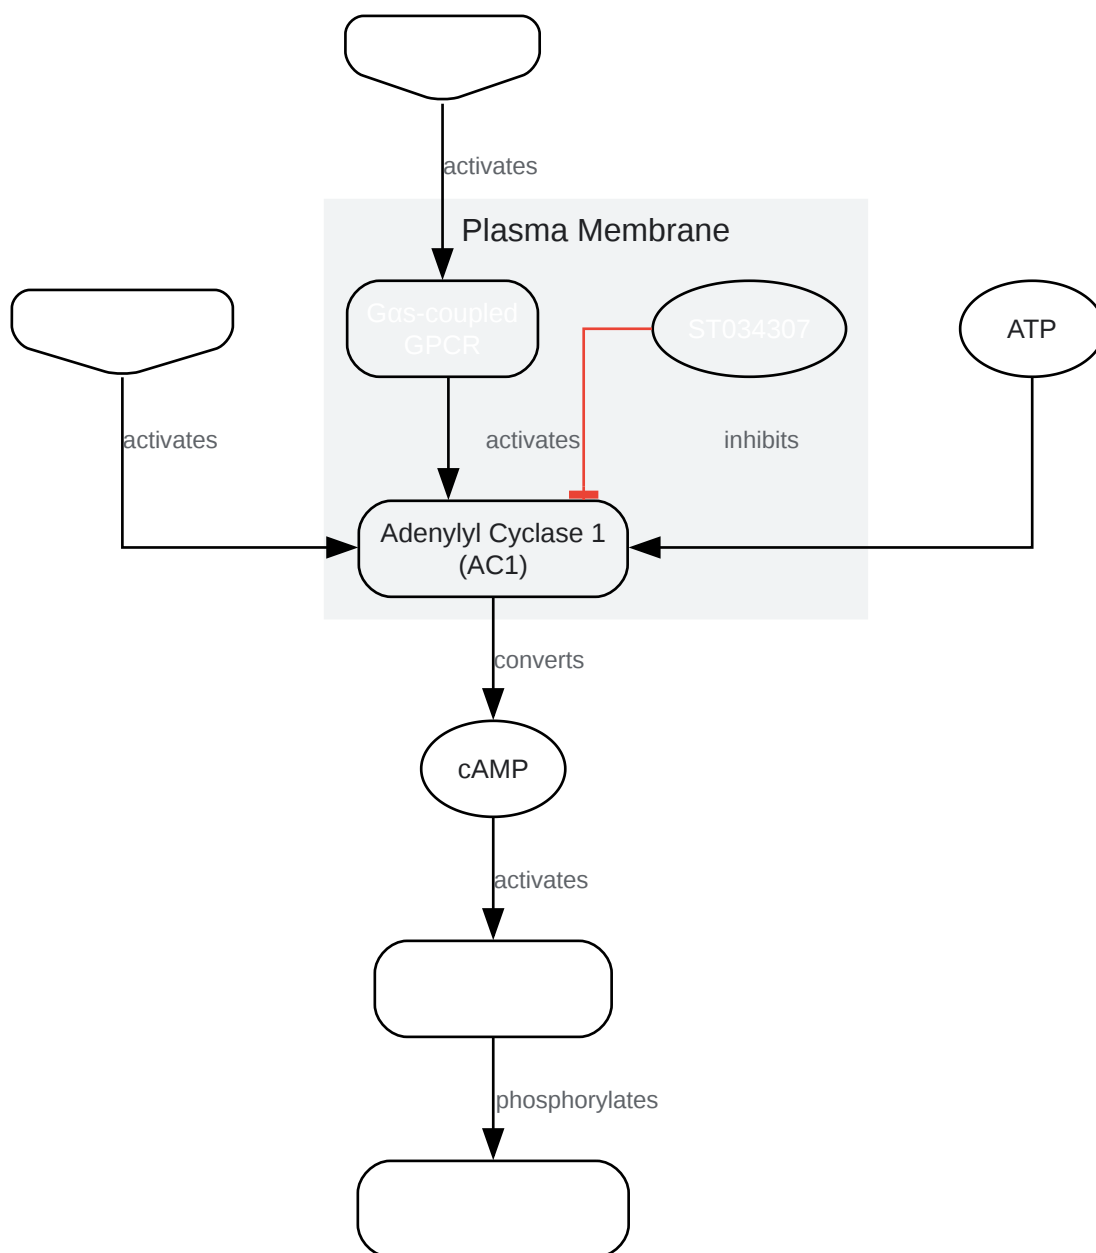 activates
Plasma Membrane
Gαs-coupled
GPCR
ST034307
ATP
activates
activates
inhibits
Adenylyl Cyclase 1
(AC1)
converts
cAMP
activates
phosphorylates